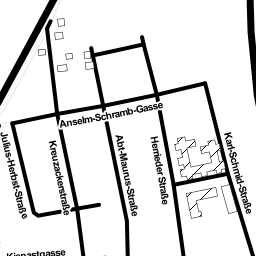 Anselm-Schramb-Gasse
Julius-Herbst-Straße
Kreuzackerstraße
Abt-Maurus-Straße
Herrieder Straße
Karl-Schmid-Straße
Kienastgasse